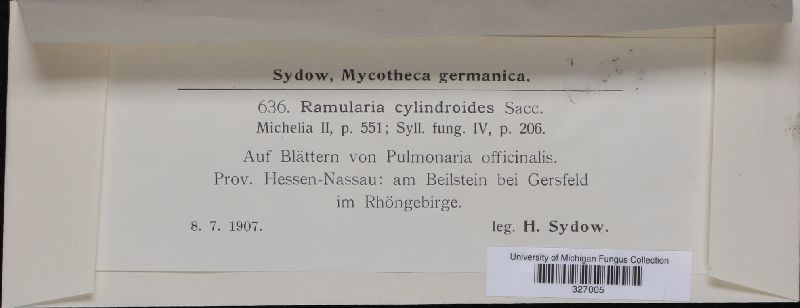 Sydow, Mycotheca germanica.
636. Ramularia cylindroides Sacc.
Michelia II, p. 551; Syll. fung. IV, p. 206.
Auf Blättern von Pulmonaria officinalis.
Prov. Hessen-Nassau: am Beilstein bei Gersfeld
im Rhöngebirge.
8. 7. 1907. leg. H. Sydow.
University of Michigan Fungus Collection
327005